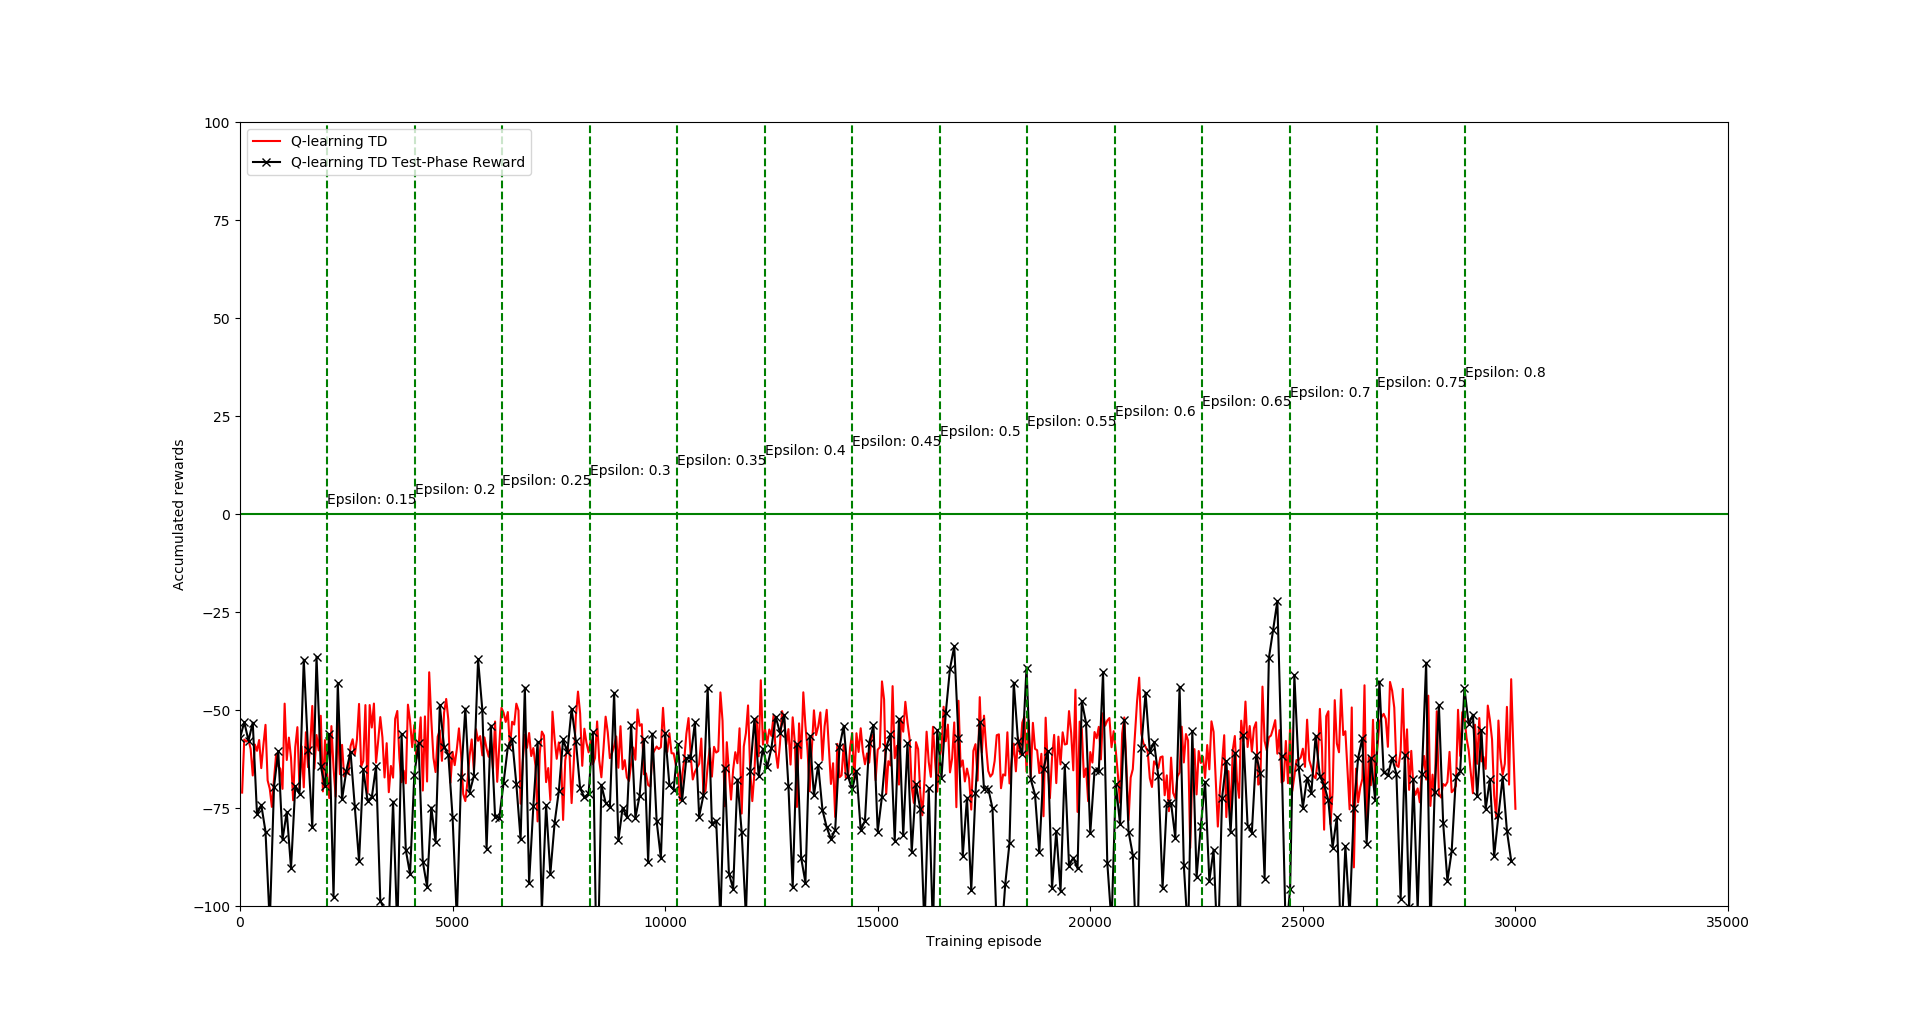 100
75
50
25
0
−25
−50
−75
−100
Accumulated rewards
Q-learning TD
Q-learning TD Test-Phase Reward
Epsilon: 0.15
Epsilon: 0.2
Epsilon: 0.25
Epsilon: 0.3
Epsilon: 0.35
Epsilon: 0.4
Epsilon: 0.45
Epsilon: 0.5
Epsilon: 0.55
Epsilon: 0.6
Epsilon: 0.65
Epsilon: 0.7
Epsilon: 0.75
Epsilon: 0.8
0 5000 10000 15000 20000 25000 30000 35000
Training episode